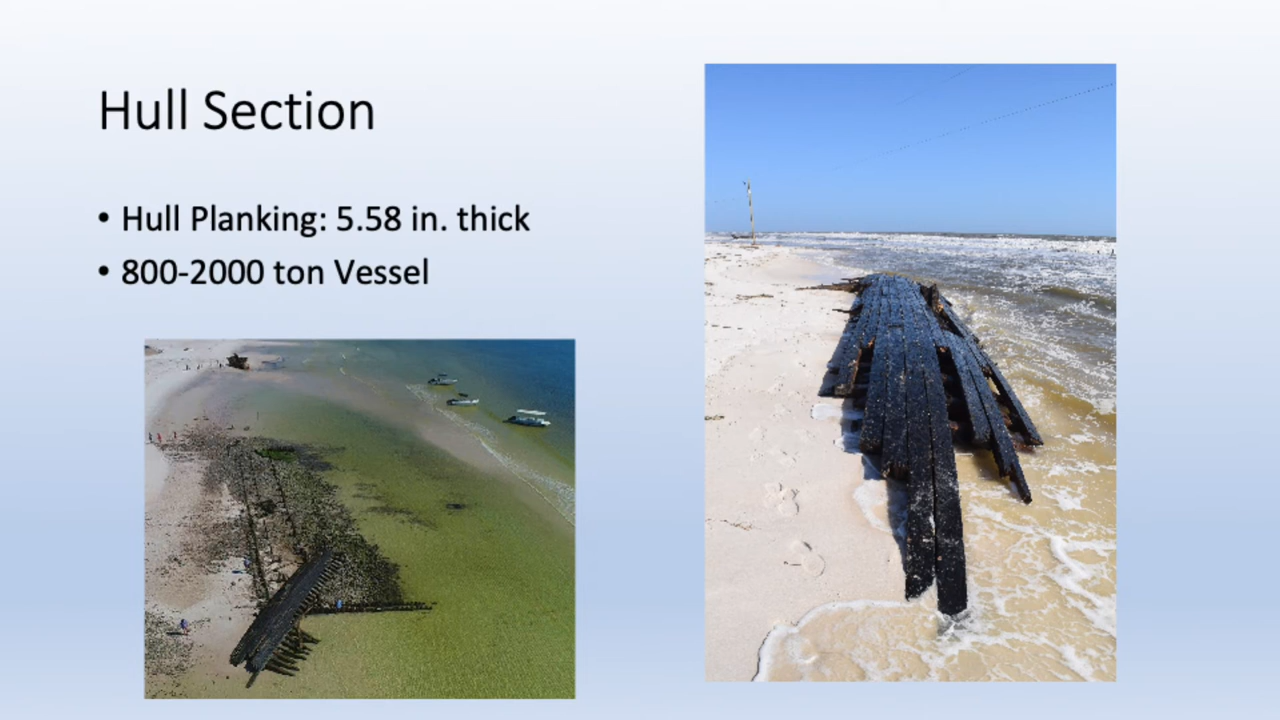 Hull Section
• Hull Planking: 5.58 in. thick
• 800-2000 ton Vessel